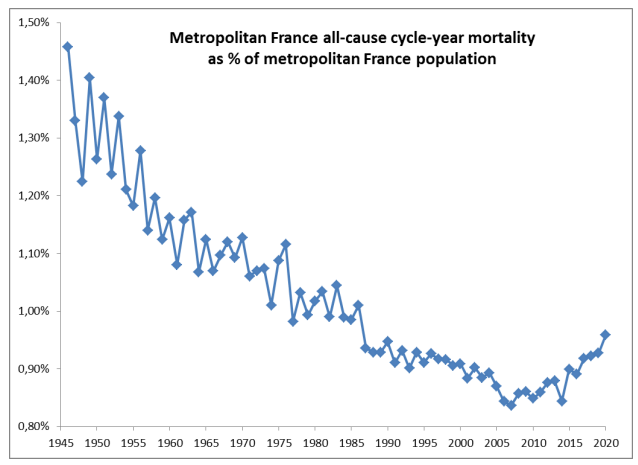 Metropolitan France all-cause cycle-year mortality
as % of metropolitan France population
1,50%
1,40%
1,30%
1,20%
1,10%
1,00%
0,90%
0,80%
1945 1950 1955 1960 1965 1970 1975 1980 1985 1990 1995 2000 2005 2010 2015 2020